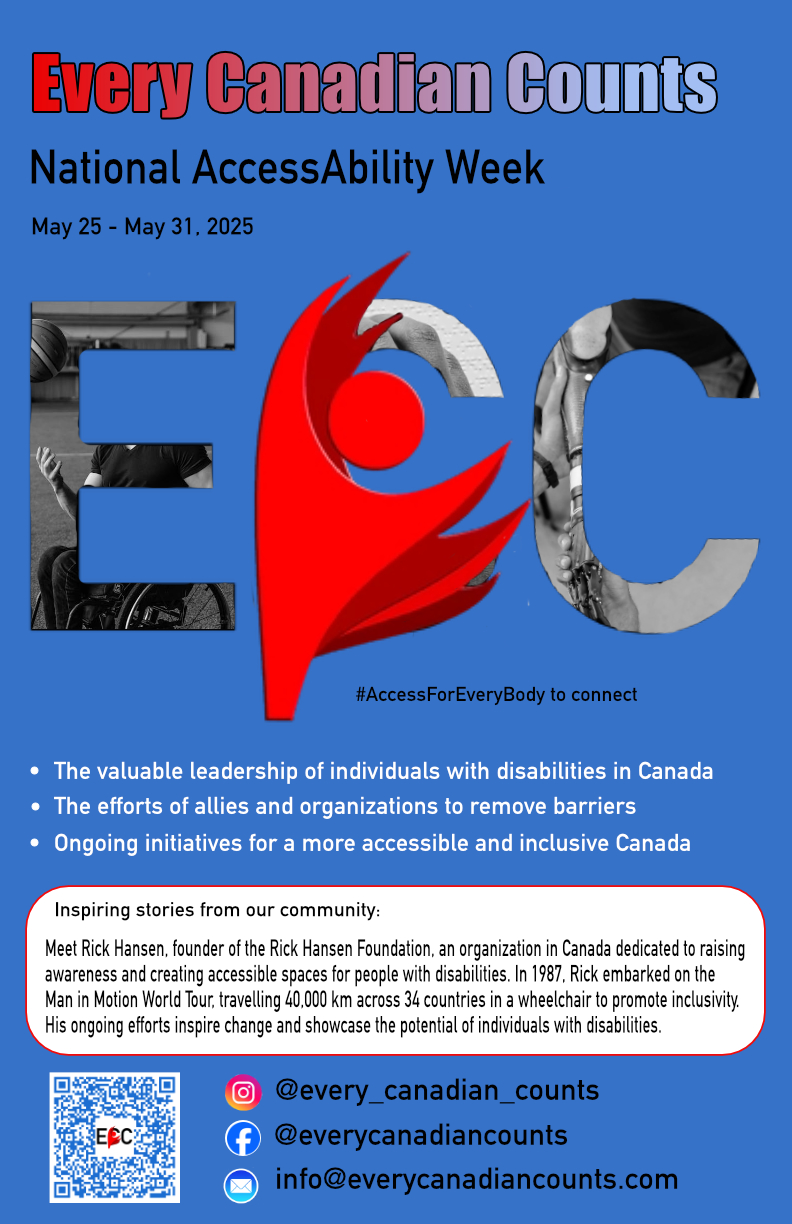 Every Canadian Counts
National AccessAbility Week
May 25 - May 31, 2025
ECC
#AccessForEveryBody to connect
• The valuable leadership of individuals with disabilities in Canada
• The efforts of allies and organizations to remove barriers
• Ongoing initiatives for a more accessible and inclusive Canada
Inspiring stories from our community:
Meet Rick Hansen, founder of the Rick Hansen Foundation, an organization in Canada dedicated to raising
awareness and creating accessible spaces for people with disabilities. In 1987, Rick embarked on the
Man in Motion World Tour, travelling 40,000 km across 34 countries in a wheelchair to promote inclusivity.
His ongoing efforts inspire change and showcase the potential of individuals with disabilities.
ECC
@every_canadian_counts
@everycanadiancounts
info@everycanadiancounts.com